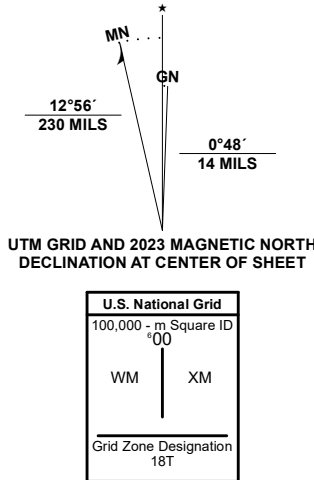 ★
MN
GN
12°56´
230 MILS
0°48´
14 MILS
UTM GRID AND 2023 MAGNETIC NORTH
DECLINATION AT CENTER OF SHEET
U.S. National Grid
100,000 - m Square ID
⁶00
WM XM
Grid Zone Designation
18T